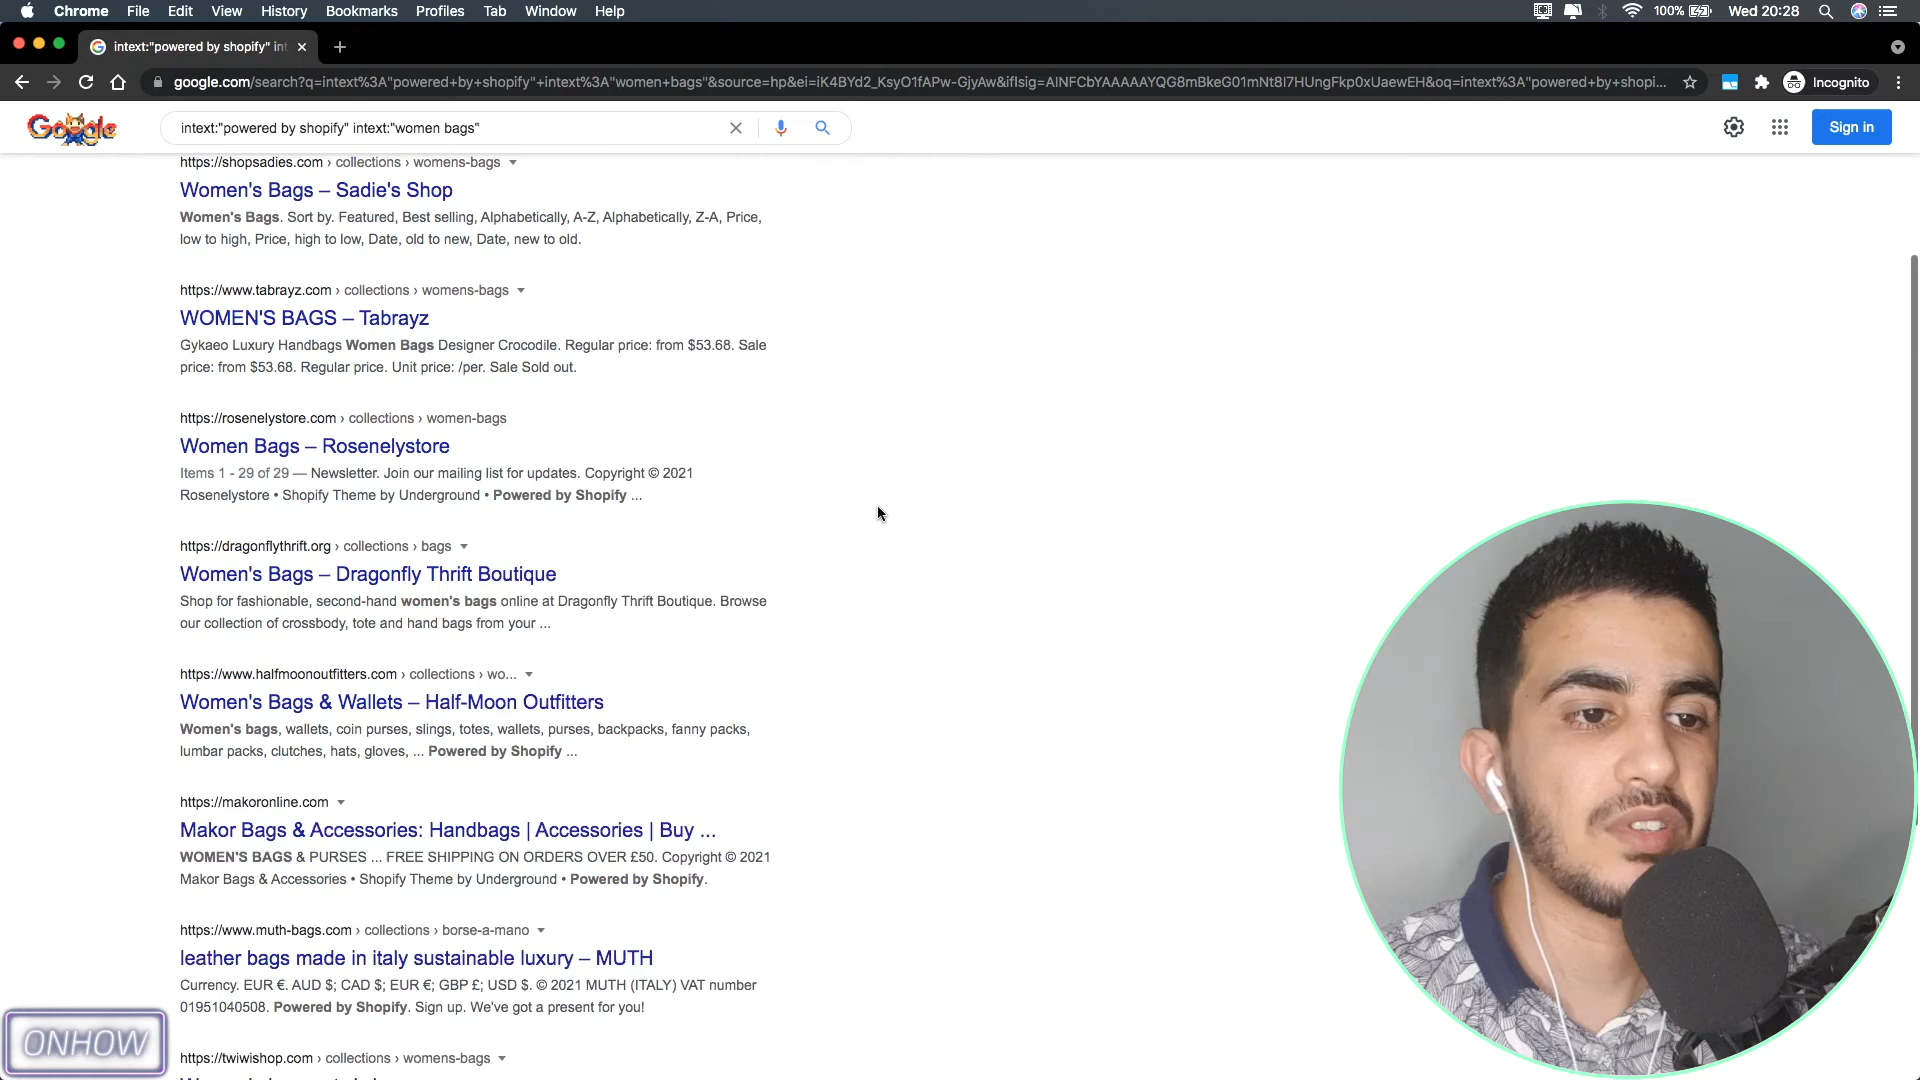 Chrome File Edit View History Bookmarks Profiles Tab Window Help 100% Wed 20:28
intext:"powered by shopify" int
google.com/search?q=intext%3A"powered+by+shopify"+intext%3A"women+bags"&source=hp&ei=iK4BYd2_KsyO1fAPw-GjyAw&iflsig=AINFCbYAAAAAYQG8mBkeG01mNt8I7HUngFkp0xUaewEH&oq=intext%3A"powered+by+shopi... Incognito
Google intext:"powered by shopify" intext:"women bags" Sign in
https://shopsadies.com › collections › womens-bags
Women's Bags – Sadie's Shop
Women's Bags. Sort by. Featured, Best selling, Alphabetically, A-Z, Alphabetically, Z-A, Price,
low to high, Price, high to low, Date, old to new, Date, new to old.
https://www.tabrayz.com › collections › womens-bags
WOMEN'S BAGS – Tabrayz
Gykaeo Luxury Handbags Women Bags Designer Crocodile. Regular price: from $53.68. Sale
price: from $53.68. Regular price. Unit price: /per. Sale Sold out.
https://rosenelystore.com › collections › women-bags
Women Bags – Rosenelystore
Items 1 - 29 of 29 — Newsletter. Join our mailing list for updates. Copyright © 2021
Rosenelystore • Shopify Theme by Underground • Powered by Shopify ...
https://dragonflythrift.org › collections › bags
Women's Bags – Dragonfly Thrift Boutique
Shop for fashionable, second-hand women's bags online at Dragonfly Thrift Boutique. Browse
our collection of crossbody, tote and hand bags from your ...
https://www.halfmoonoutfitters.com › collections › wo...
Women's Bags & Wallets – Half-Moon Outfitters
Women's bags, wallets, coin purses, slings, totes, wallets, purses, backpacks, fanny packs,
lumbar packs, clutches, hats, gloves, ... Powered by Shopify ...
https://makoronline.com
Makor Bags & Accessories: Handbags | Accessories | Buy ...
WOMEN'S BAGS & PURSES ... FREE SHIPPING ON ORDERS OVER £50. Copyright © 2021
Makor Bags & Accessories • Shopify Theme by Underground • Powered by Shopify.
https://www.muth-bags.com › collections › borse-a-mano
leather bags made in italy sustainable luxury – MUTH
Currency. EUR €. AUD $; CAD $; EUR €; GBP £; USD $. © 2021 MUTH (ITALY) VAT number
01951040508. Powered by Shopify. Sign up. We've got a present for you!
ONHOW
https://twiwishop.com › collections › womens-bags